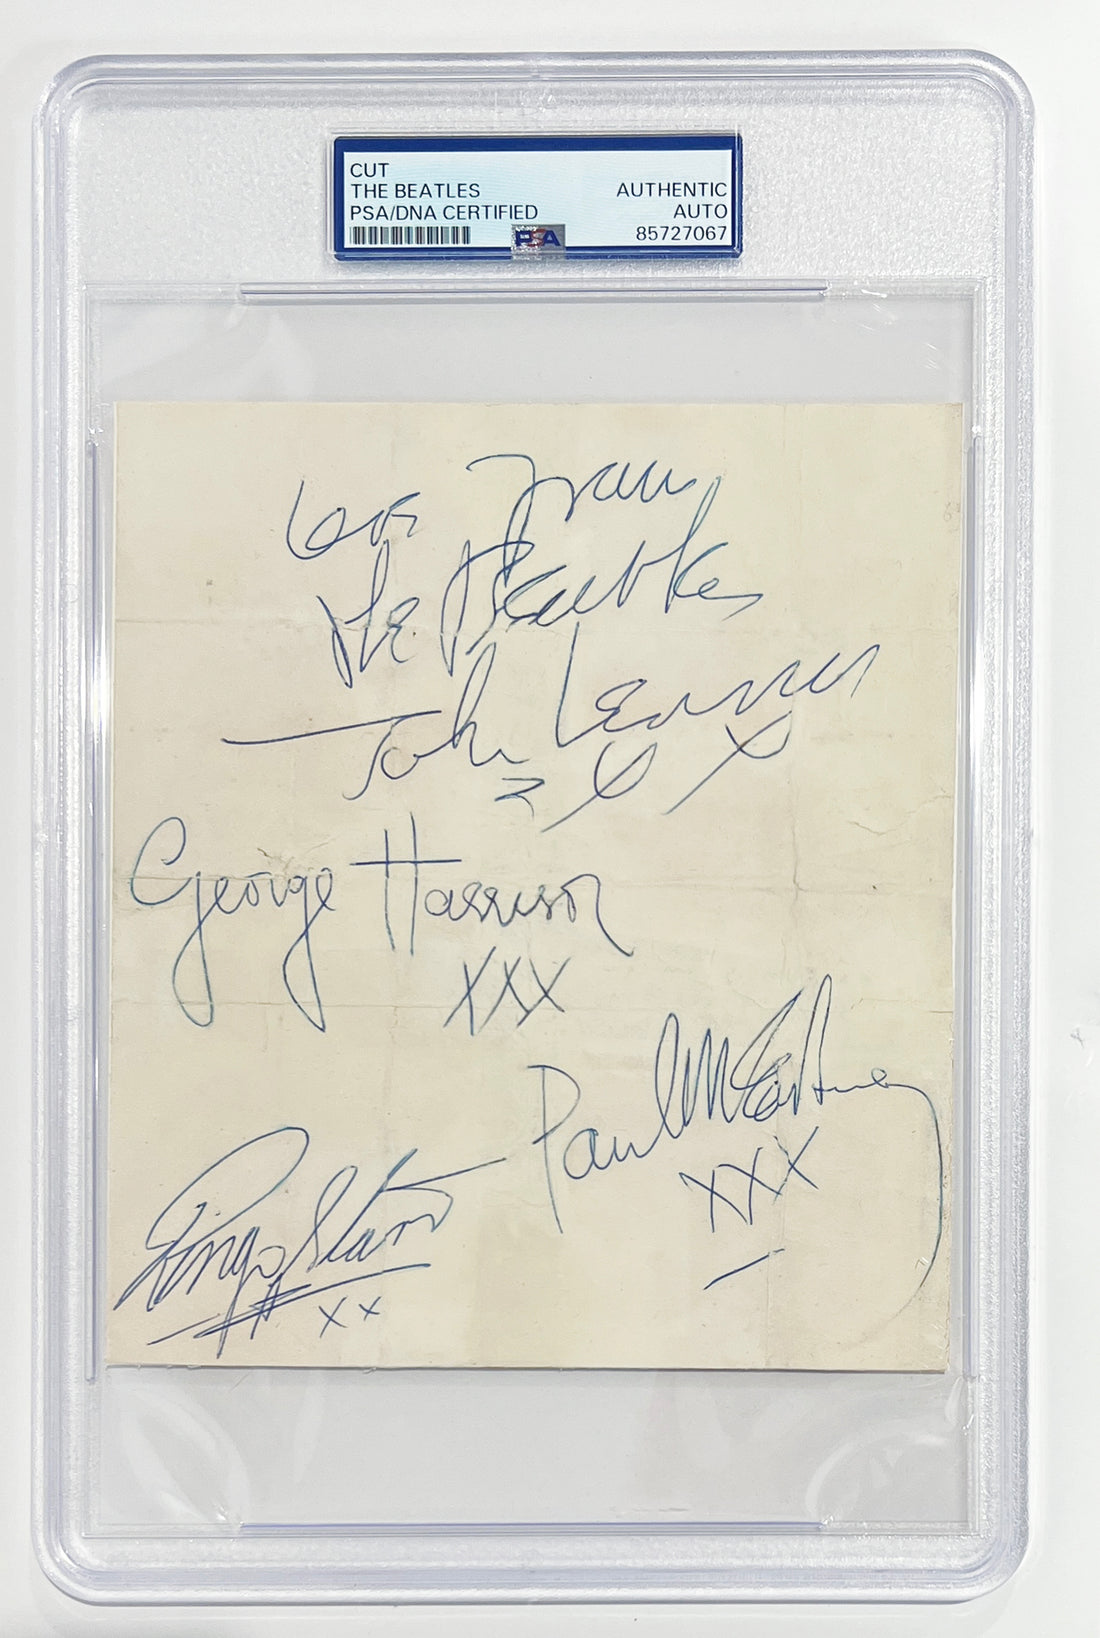 CUT
THE BEATLES AUTHENTIC
PSA/DNA CERTIFIED AUTO
PSA 85727067
love from
the Beatles
John Lennon
xx
George Harrison
xxx
Paul McCartney
xxx
Ringo Starr
xx